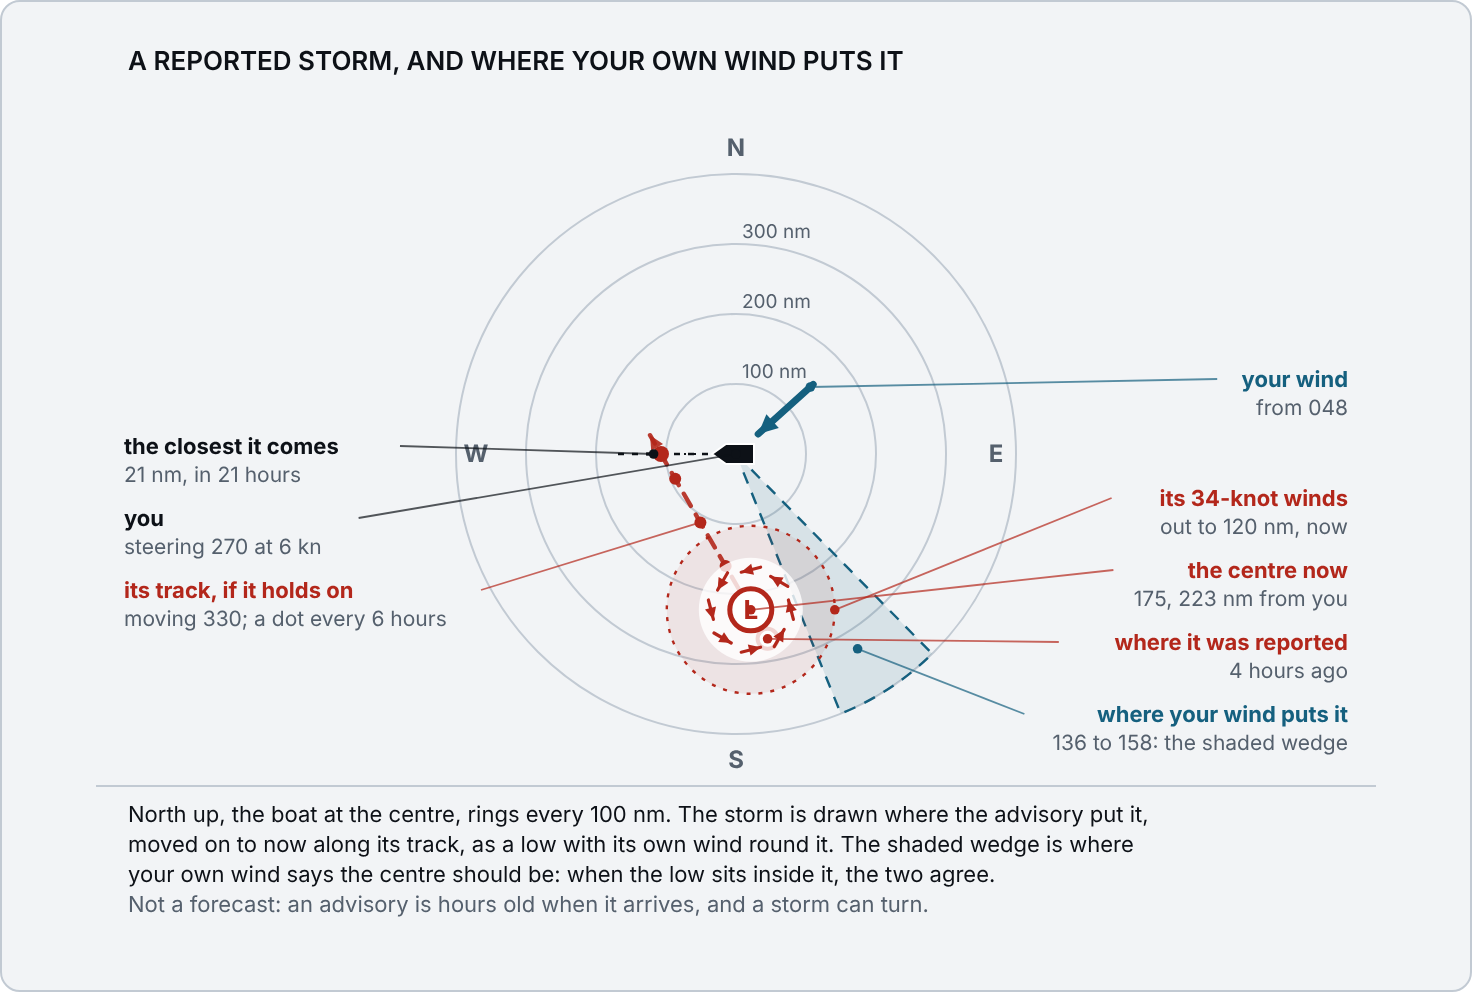 A REPORTED STORM, AND WHERE YOUR OWN WIND PUTS IT
N
300 nm
200 nm
100 nm
your wind
from 048
the closest it comes
21 nm, in 21 hours
W
E
you
steering 270 at 6 kn
its 34-knot winds
out to 120 nm, now
its track, if it holds on
moving 330; a dot every 6 hours
the centre now
175, 223 nm from you
L
where it was reported
4 hours ago
where your wind puts it
136 to 158: the shaded wedge
S
North up, the boat at the centre, rings every 100 nm. The storm is drawn where the advisory put it,
moved on to now along its track, as a low with its own wind round it. The shaded wedge is where
your own wind says the centre should be: when the low sits inside it, the two agree.
Not a forecast: an advisory is hours old when it arrives, and a storm can turn.